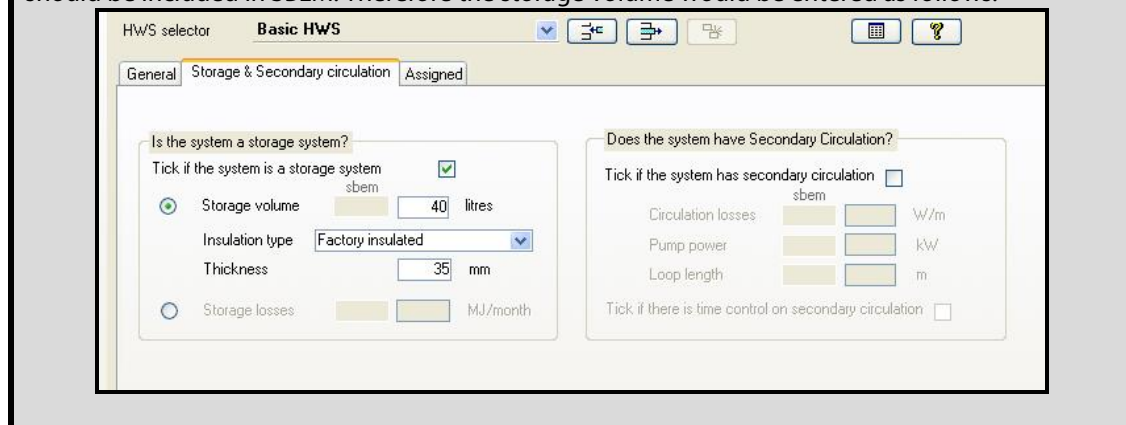 should be included in SBEM. Therefore the storage volume would be entered as follows:
HWS selector Basic HWS
General Storage & Secondary circulation Assigned
Is the system a storage system?
Tick if the system is a storage system
sbem
Storage volume 40 litres
Insulation type Factory insulated
Thickness 35 mm
Storage losses MJ/month
Does the system have Secondary Circulation?
Tick if the system has secondary circulation
sbem
Circulation losses W/m
Pump power kW
Loop length m
Tick if there is time control on secondary circulation